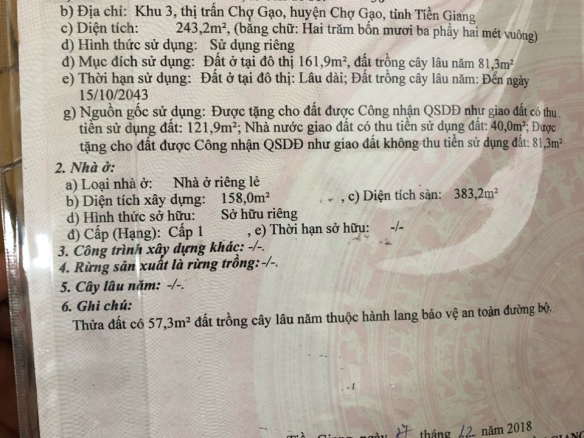 b) Địa chỉ: Khu 3, thị trấn Chợ Gạo, huyện Chợ Gạo, tỉnh Tiền Giang
c) Diện tích: 243,2m², (bằng chữ: Hai trăm bốn mươi ba phẩy hai mét vuông)
d) Hình thức sử dụng: Sử dụng riêng
đ) Mục đích sử dụng: Đất ở tại đô thị 161,9m², đất trồng cây lâu năm 81,3m²
e) Thời hạn sử dụng: Đất ở tại đô thị: Lâu dài; Đất trồng cây lâu năm: Đến ngày
15/10/2043
g) Nguồn gốc sử dụng: Được tặng cho đất được Công nhận QSDĐ như giao đất có thu
tiền sử dụng đất: 121,9m²; Nhà nước giao đất có thu tiền sử dụng đất: 40,0m²; Được
tặng cho đất được Công nhận QSDĐ như giao đất không thu tiền sử dụng đất: 81,3m²
2. Nhà ở:
a) Loại nhà ở: Nhà ở riêng lẻ
b) Diện tích xây dựng: 158,0m² , c) Diện tích sàn: 383,2m²
d) Hình thức sở hữu: Sở hữu riêng
đ) Cấp (Hạng): Cấp 1 , e) Thời hạn sở hữu: -/-
3. Công trình xây dựng khác: -/-.
4. Rừng sản xuất là rừng trồng: -/-.
5. Cây lâu năm: -/-.
6. Ghi chú:
Thửa đất có 57,3m² đất trồng cây lâu năm thuộc hành lang bảo vệ an toàn đường bộ.
Giang ngày 27 tháng 12 năm 2018